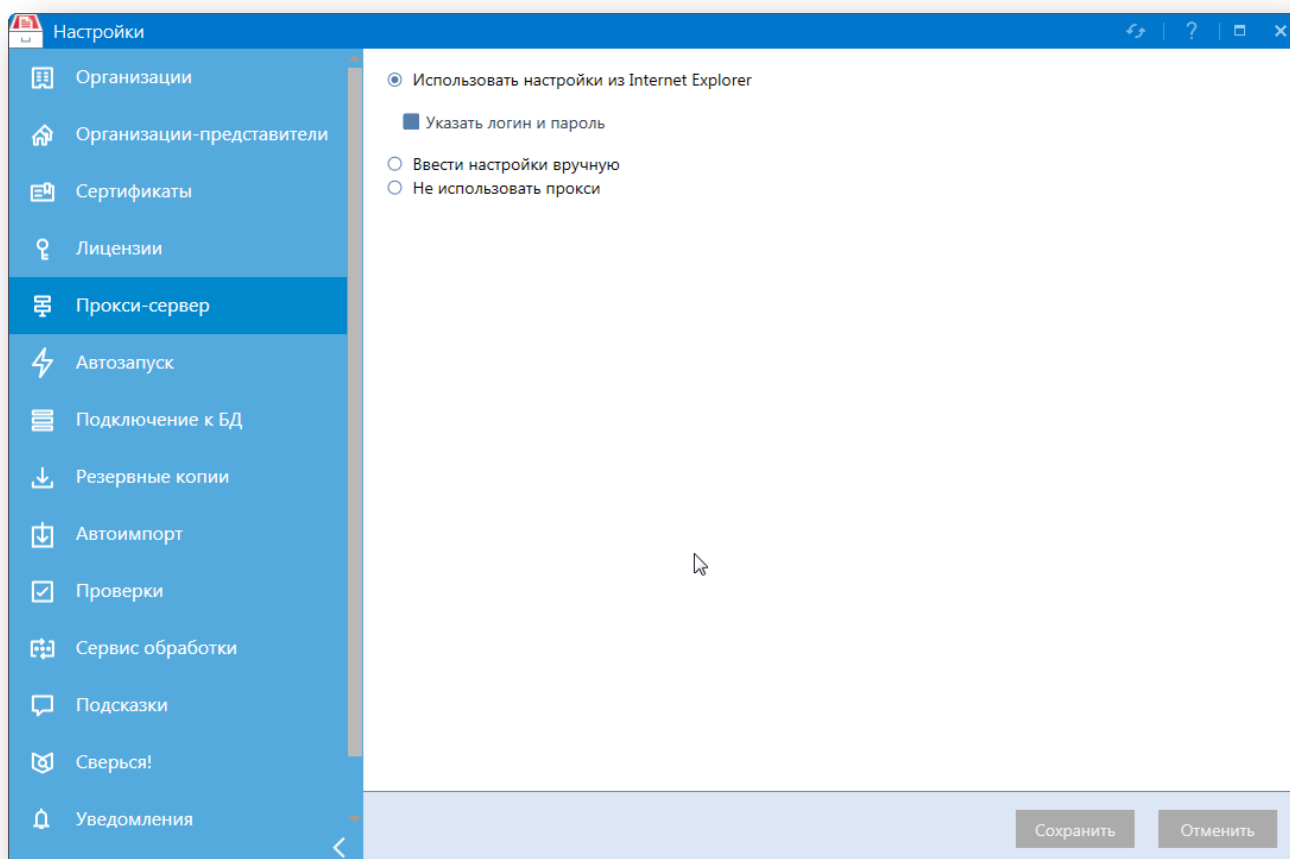 Настройки
?
Организации
Организации-представители
Сертификаты
Лицензии
Прокси-сервер
Автозапуск
Подключение к БД
Резервные копии
Автоимпорт
Проверки
Сервис обработки
Подсказки
Сверься!
Уведомления
Использовать настройки из Internet Explorer
Указать логин и пароль
Ввести настройки вручную
Не использовать прокси
Сохранить
Отменить